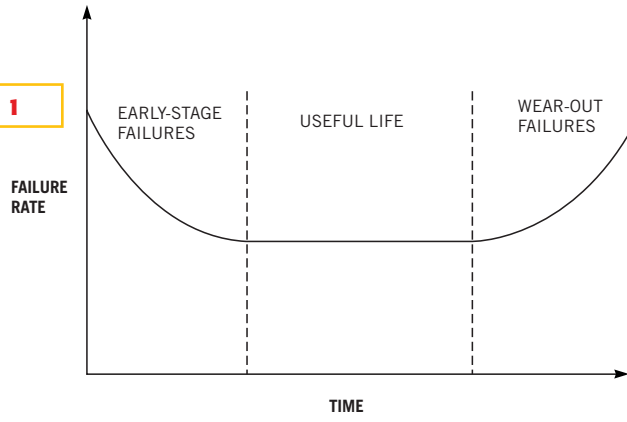 1
EARLY-STAGE
FAILURES
USEFUL LIFE
WEAR-OUT
FAILURES
FAILURE
RATE
TIME